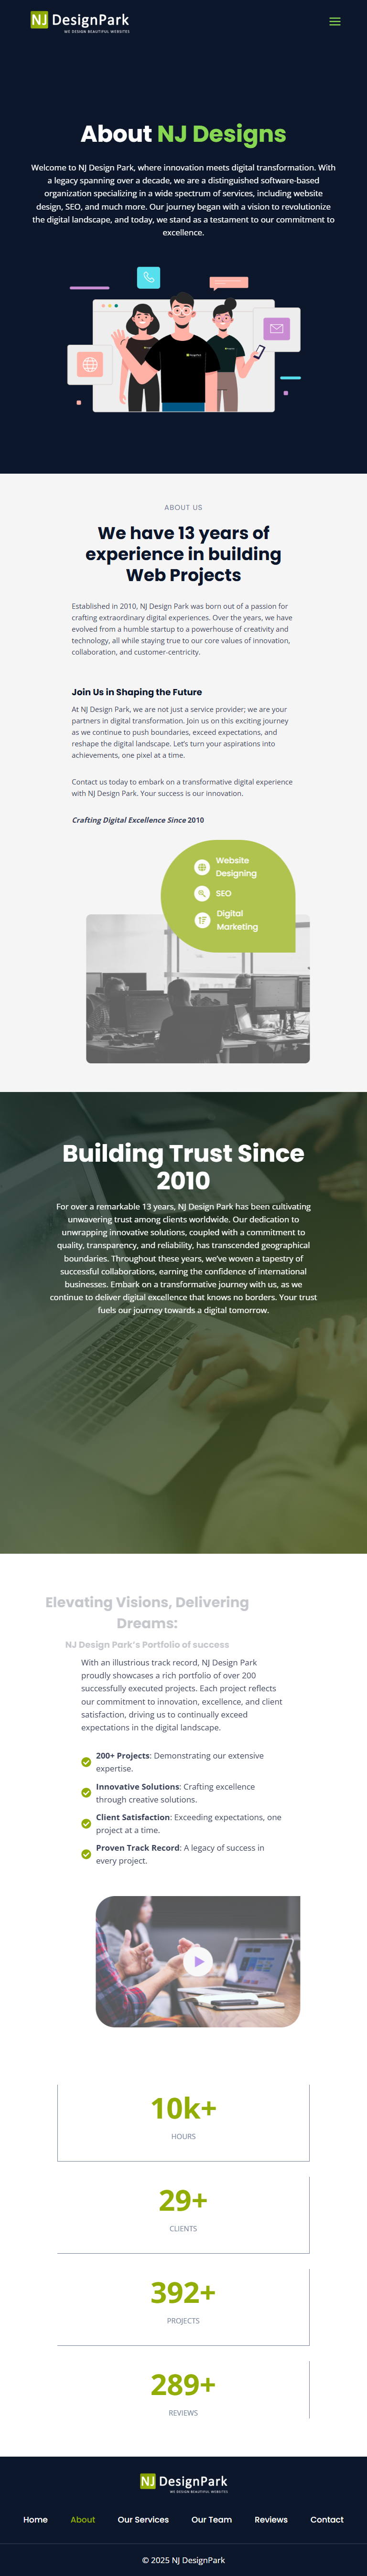 NJ DesignPark
WE DESIGN BEAUTIFUL WEBSITES
About NJ Designs
Welcome to NJ Design Park, where innovation meets digital transformation. With
a legacy spanning over a decade, we are a distinguished software-based
organization specializing in a wide spectrum of services, including website
design, SEO, and much more. Our journey began with a vision to revolutionize
the digital landscape, and today, we stand as a testament to our commitment to
excellence.
ABOUT US
We have 13 years of
experience in building
Web Projects
Established in 2010, NJ Design Park was born out of a passion for
crafting extraordinary digital experiences. Over the years, we have
evolved from a humble startup to a powerhouse of creativity and
technology, all while staying true to our core values of innovation,
collaboration, and customer-centricity.
Join Us in Shaping the Future
At NJ Design Park, we are not just a service provider; we are your
partners in digital transformation. Join us on this exciting journey
as we continue to push boundaries, exceed expectations, and
reshape the digital landscape. Let's turn your aspirations into
achievements, one pixel at a time.
Contact us today to embark on a transformative digital experience
with NJ Design Park. Your success is our innovation.
Crafting Digital Excellence Since 2010
Website
Designing
SEO
Digital
Marketing
Building Trust Since
2010
For over a remarkable 13 years, NJ Design Park has been cultivating
unwavering trust among clients worldwide. Our dedication to
unwrapping innovative solutions, coupled with a commitment to
quality, transparency, and reliability, has transcended geographical
boundaries. Throughout these years, we've woven a tapestry of
successful collaborations, earning the confidence of international
businesses. Embark on a transformative journey with us, as we
continue to deliver digital excellence that knows no borders. Your trust
fuels our journey towards a digital tomorrow.
Elevating Visions, Delivering
Dreams:
NJ Design Park's Portfolio of success
With an illustrious track record, NJ Design Park
proudly showcases a rich portfolio of over 200
successfully executed projects. Each project reflects
our commitment to innovation, excellence, and client
satisfaction, driving us to continually exceed
expectations in the digital landscape.
200+ Projects: Demonstrating our extensive
expertise.
Innovative Solutions: Crafting excellence
through creative solutions.
Client Satisfaction: Exceeding expectations, one
project at a time.
Proven Track Record: A legacy of success in
every project.
10k+
HOURS
29+
CLIENTS
392+
PROJECTS
289+
REVIEWS
NJ DesignPark
WE DESIGN BEAUTIFUL WEBSITES
Home About Our Services Our Team Reviews Contact
© 2025 NJ DesignPark